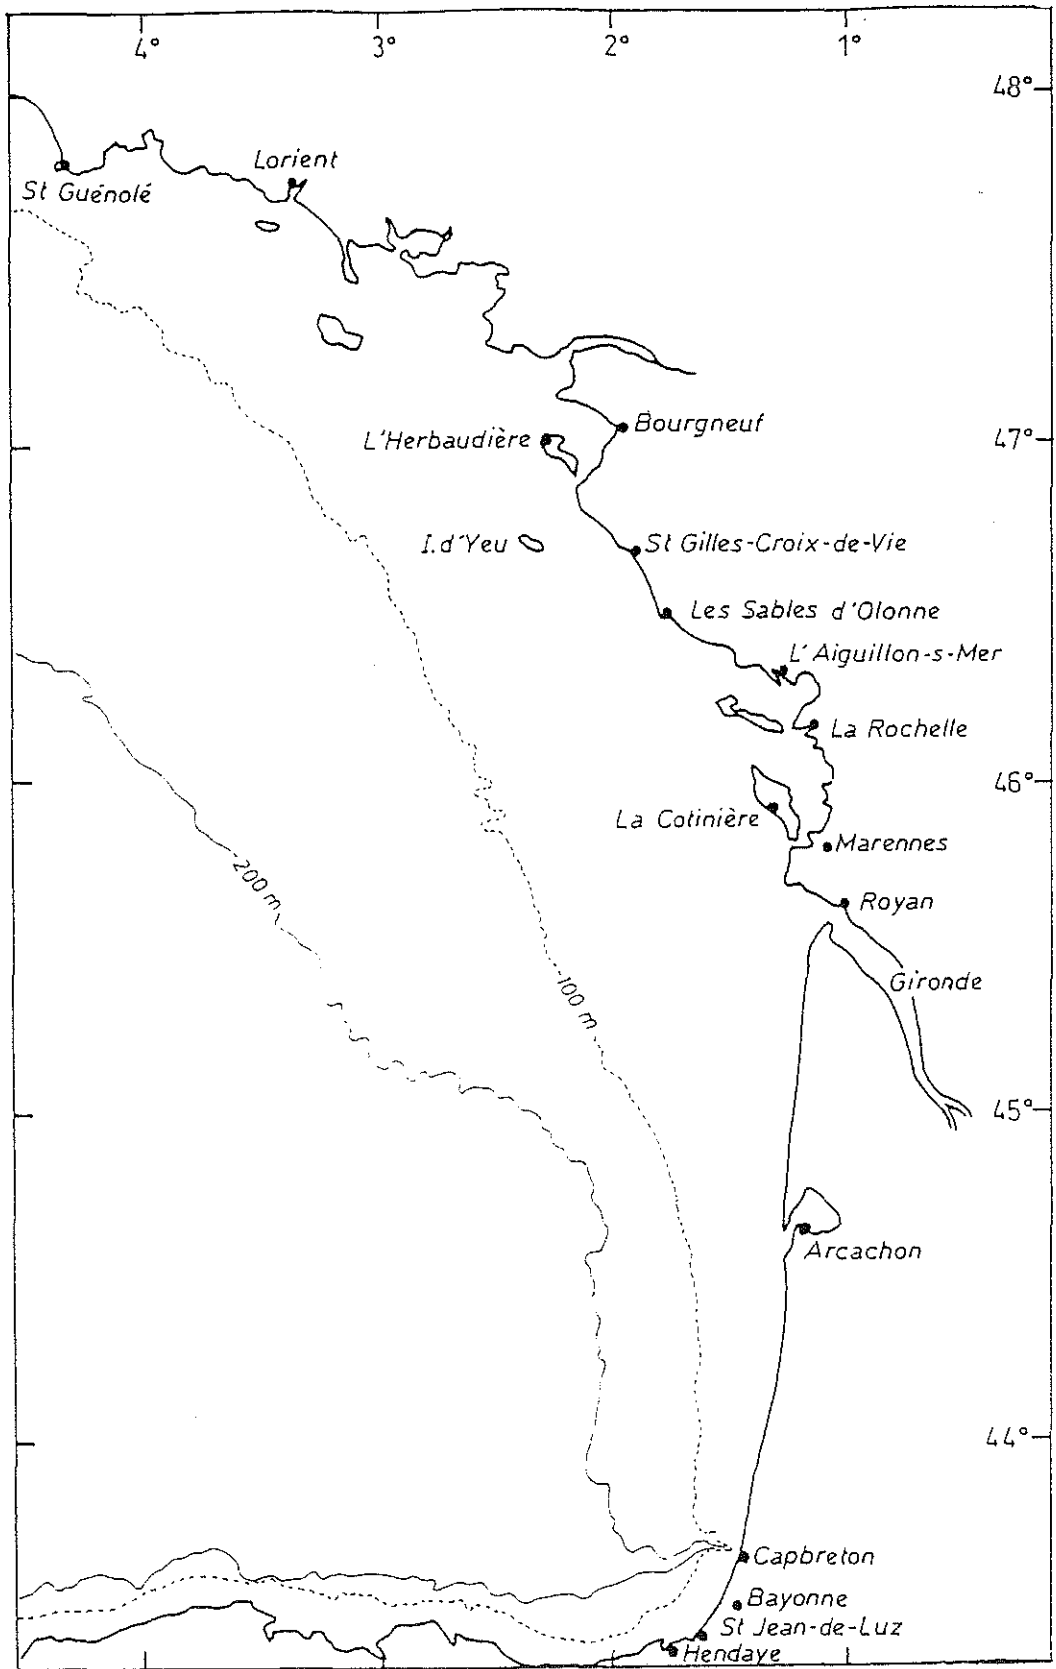 4°
3°
2°
1°
48°
Lorient
St Guénolé
Bourgneuf
L'Herbaudière
47°
I. d'Yeu
St Gilles-Croix-de-Vie
Les Sables d'Olonne
L'Aiguillon-s-Mer
La Rochelle
46°
La Cotinière
Marennes
200 m
Royan
Gironde
100 m
45°
Arcachon
44°
Capbreton
Bayonne
St Jean-de-Luz
Hendaye